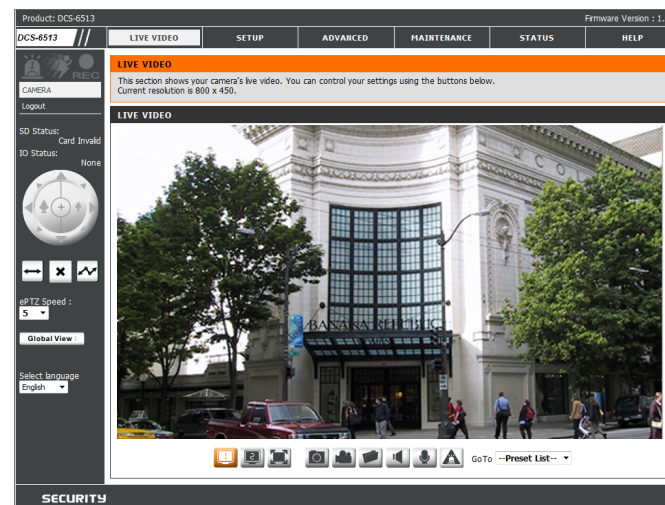 Product: DCS-6513
Firmware Version : 1.
DCS-6513
LIVE VIDEO
SETUP
ADVANCED
MAINTENANCE
STATUS
HELP
REC
CAMERA
Logout
SD Status:
Card Invalid
IO Status:
None
ePTZ Speed :
5
Global View :
Select language
English
LIVE VIDEO
This section shows your camera's live video. You can control your settings using the buttons below.
Current resolution is 800 x 450.
LIVE VIDEO
COL
BANANA REPUBLIC
1
2
GoTo
--Preset List--
SECURITY